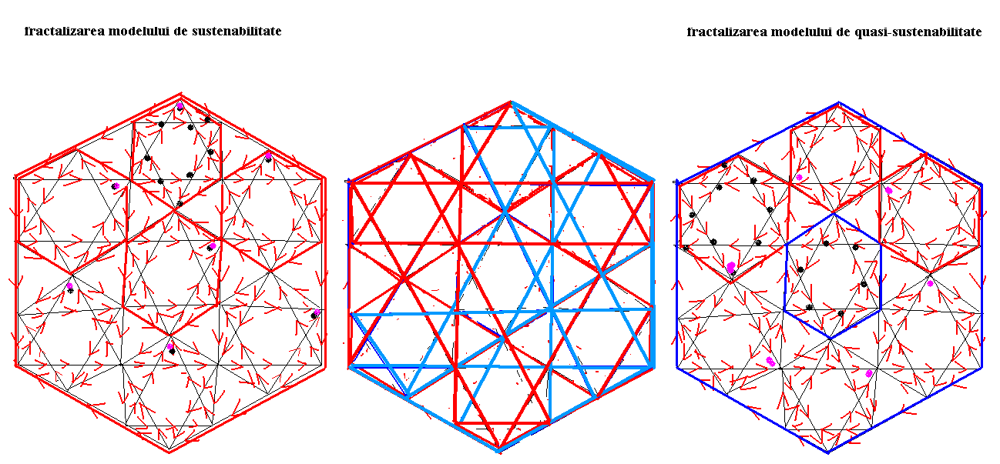 fractalizarea modelului de sustenabilitate
fractalizarea modelului de quasi-sustenabilitate